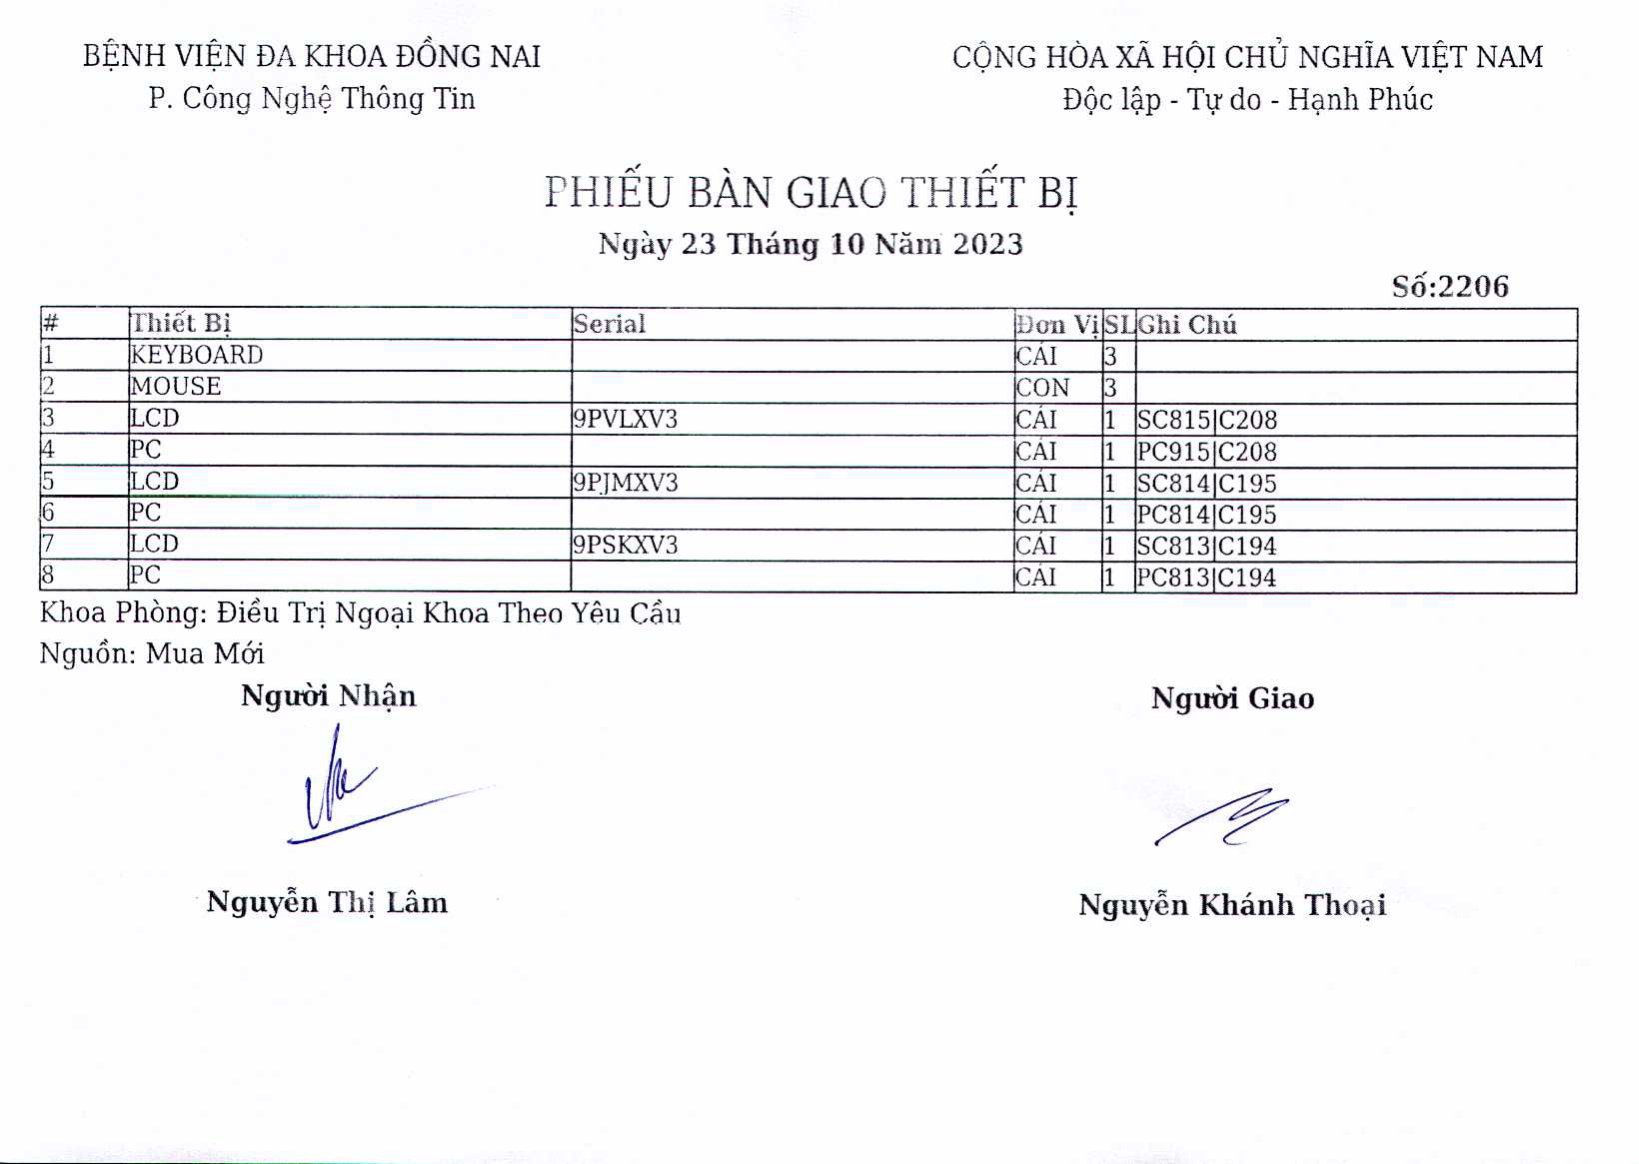 BỆNH VIỆN ĐA KHOA ĐỒNG NAI
P. Công Nghệ Thông Tin
CỘNG HÒA XÃ HỘI CHỦ NGHĨA VIỆT NAM
Độc lập - Tự do - Hạnh Phúc
PHIẾU BÀN GIAO THIẾT BỊ
Ngày 23 Tháng 10 Năm 2023
Số:2206
# Thiết Bị Serial Đơn Vị SL Ghi Chú
1 KEYBOARD CÁI 3
2 MOUSE CON 3
3 LCD 9PVLXV3 CÁI 1 SC815|C208
4 PC CÁI 1 PC915|C208
5 LCD 9PJMXV3 CÁI 1 SC814|C195
6 PC CÁI 1 PC814|C195
7 LCD 9PSKXV3 CÁI 1 SC813|C194
8 PC CÁI 1 PC813|C194
Khoa Phòng: Điều Trị Ngoại Khoa Theo Yêu Cầu
Nguồn: Mua Mới
Người Nhận
Người Giao
Nguyễn Thị Lâm
Nguyễn Khánh Thoại